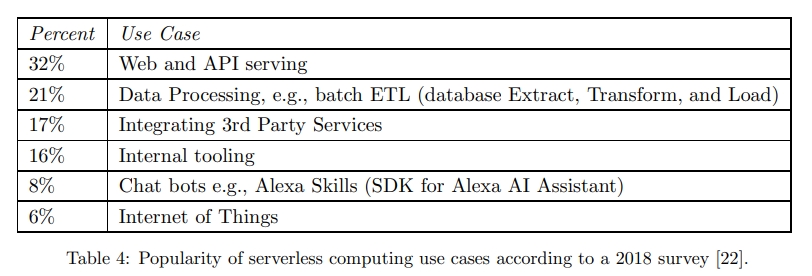 Percent Use Case
32% Web and API serving
21% Data Processing, e.g., batch ETL (database Extract, Transform, and Load)
17% Integrating 3rd Party Services
16% Internal tooling
8% Chat bots e.g., Alexa Skills (SDK for Alexa AI Assistant)
6% Internet of Things
Table 4: Popularity of serverless computing use cases according to a 2018 survey [22].